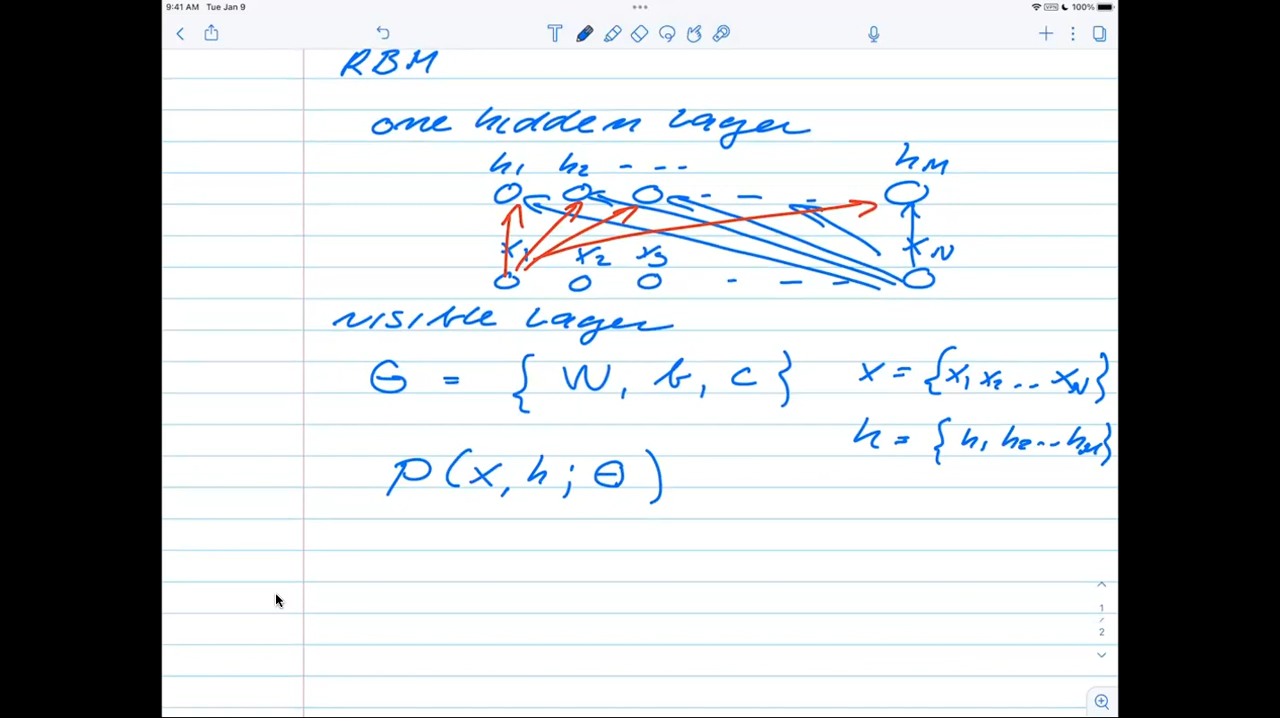 9:41 AM Tue Jan 9
VPN 100%
T
RBM
one hidden layer
h1 h2 - - - hM
- - -
x1 x2 x3 xN
- - -
visible layer
Θ = { W, b, c } x = {x1 x2 ... xN}
h = {h1 h2 ... hM}
P(x, h; Θ)
1
/
2